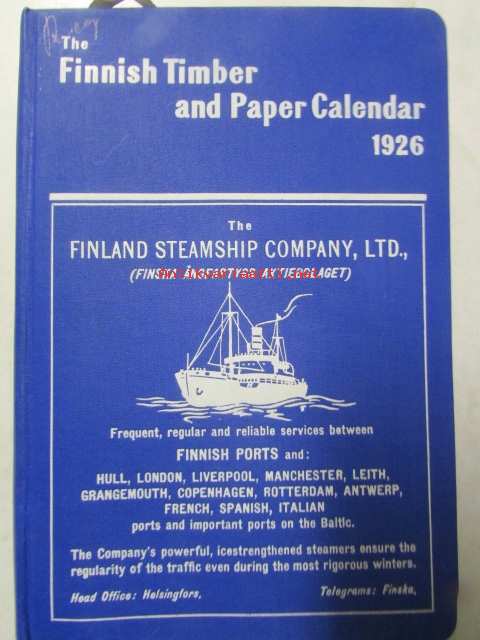 The
Finnish Timber
and Paper Calendar
1926
The
FINLAND STEAMSHIP COMPANY, LTD.,
(FINSKA ÅNGFARTYGS AKTIEBOLAGET)
Frequent, regular and reliable services between
FINNISH PORTS and:
HULL, LONDON, LIVERPOOL, MANCHESTER, LEITH,
GRANGEMOUTH, COPENHAGEN, ROTTERDAM, ANTWERP,
FRENCH, SPANISH, ITALIAN
ports and important ports on the Baltic.
The Company's powerful, icestrengthened steamers ensure the
regularity of the traffic even during the most rigorous winters.
Head Office: Helsingfors, Telegrams: Finska,